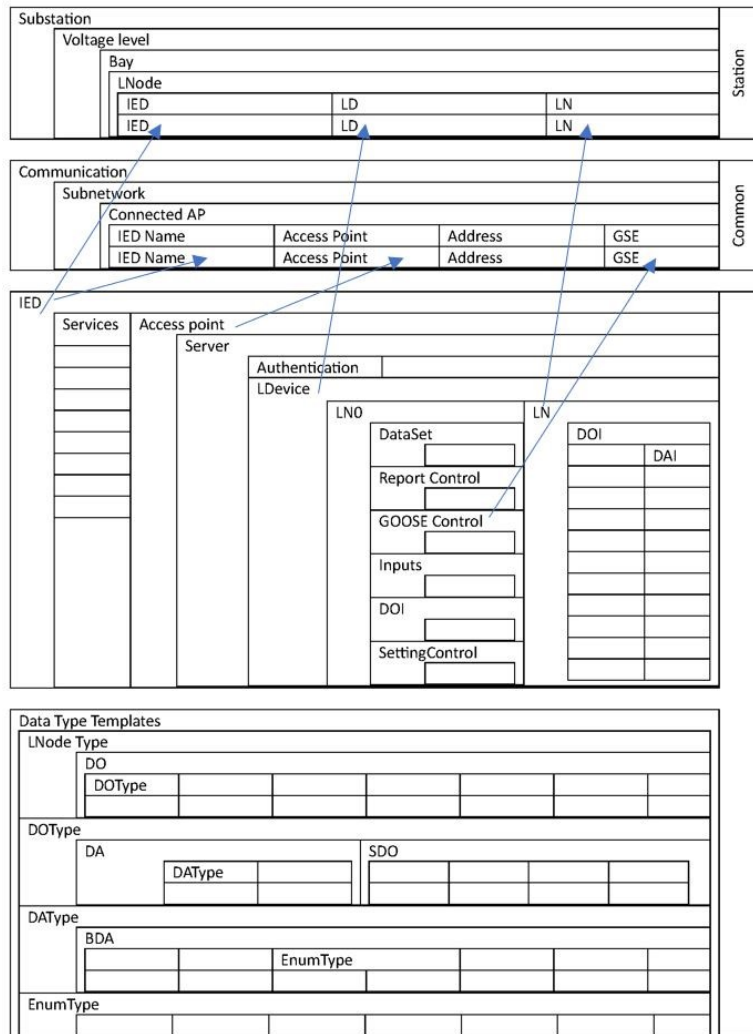 Substation
Voltage level
Bay
LNode
IED LD LN
IED LD LN
Station
Communication
Subnetwork
Connected AP
IED Name Access Point Address GSE
IED Name Access Point Address GSE
Common
IED
Services Access point
Server
Authentication
LDevice
LN0 LN
DataSet DOI
DAI
Report Control
GOOSE Control
Inputs
DOI
SettingControl
Data Type Templates
LNode Type
DO
DOType
DOType
DA SDO
DAType
DAType
BDA
EnumType
EnumType